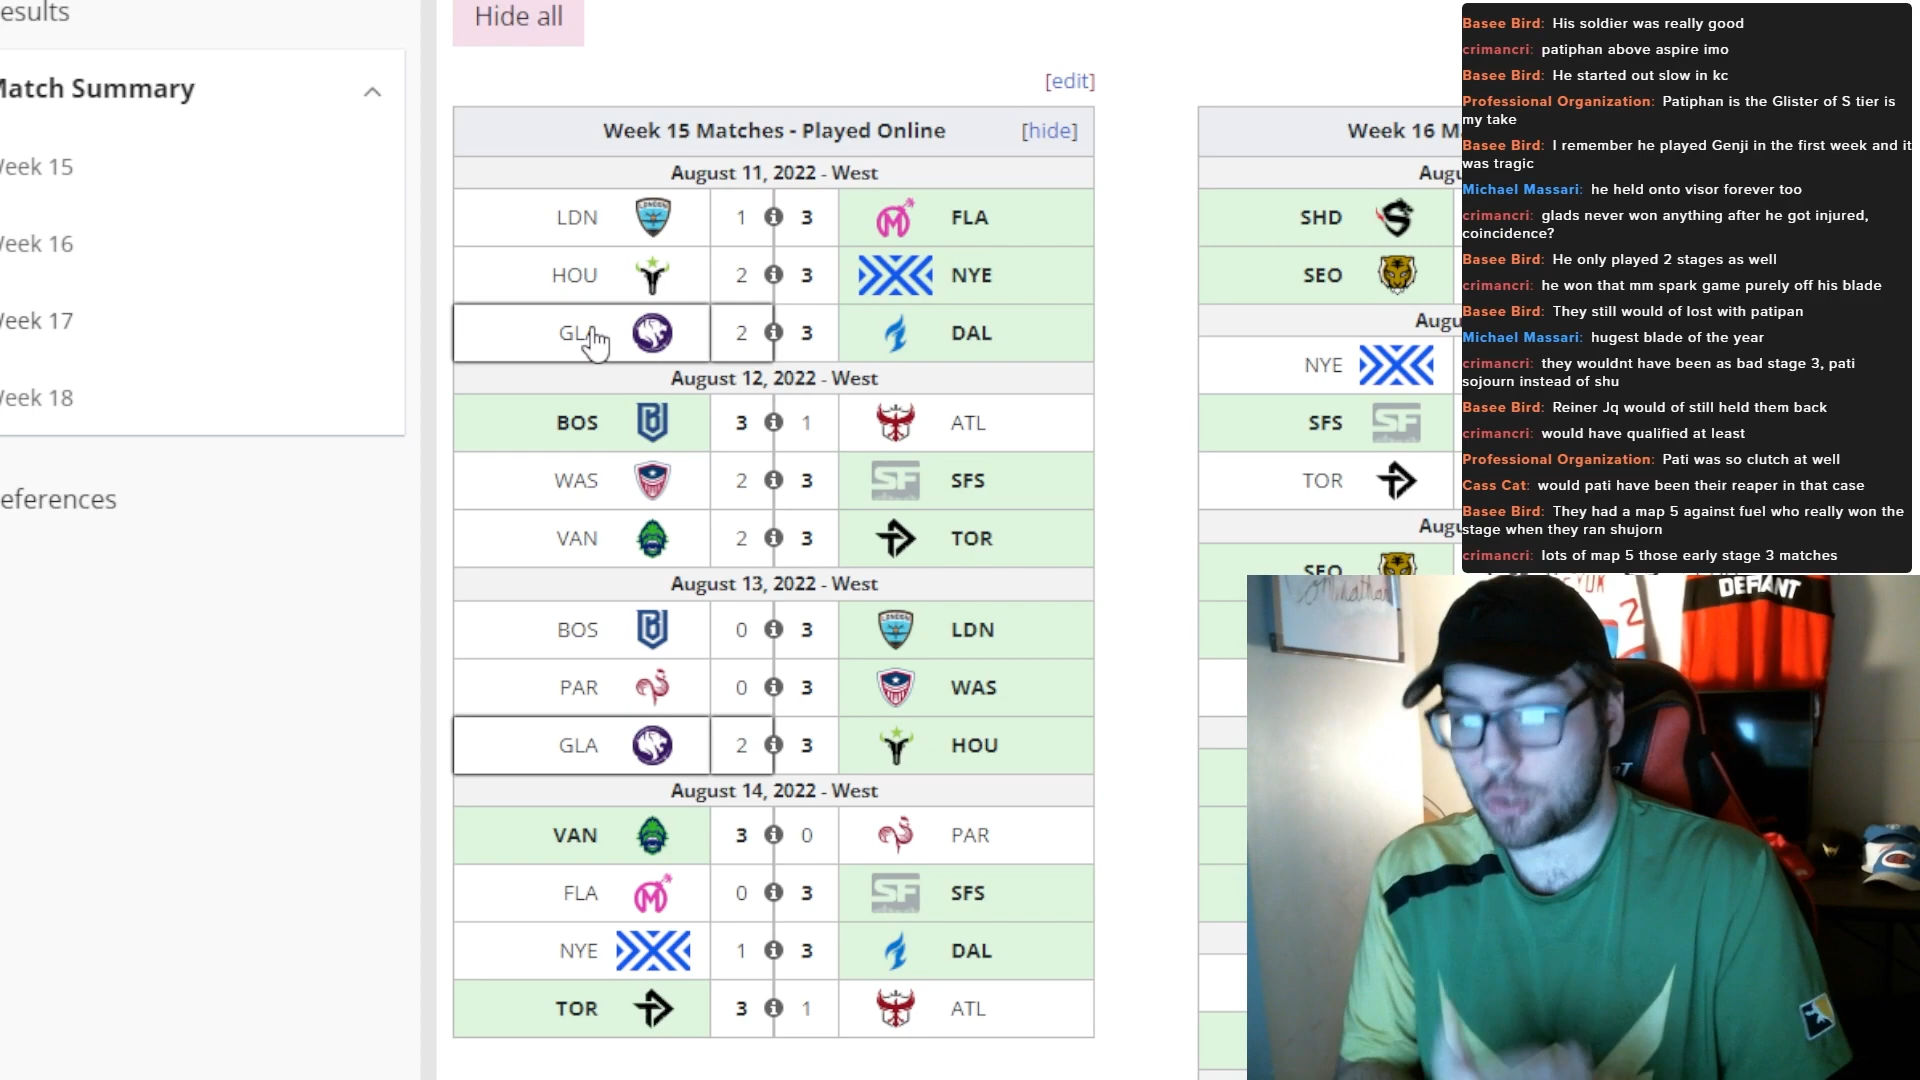 esults
Match Summary
Week 15
Week 16
Week 17
Week 18
eferences
Hide all
[edit]
Week 15 Matches - Played Online [hide]
August 11, 2022 - West
LDN 1 3 FLA
HOU 2 3 NYE
GLA 2 3 DAL
August 12, 2022 - West
BOS 3 1 ATL
WAS 2 3 SFS
VAN 2 3 TOR
August 13, 2022 - West
BOS 0 3 LDN
PAR 0 3 WAS
GLA 2 3 HOU
August 14, 2022 - West
VAN 3 0 PAR
FLA 0 3 SFS
NYE 1 3 DAL
TOR 3 1 ATL
Week 16 M
Augu
SHD
SEO
Augu
NYE
SFS
TOR
Augu
SEO
Basee Bird: His soldier was really good
crimancri: patiphan above aspire imo
Basee Bird: He started out slow in kc
Professional Organization: Patiphan is the Glister of S tier is
my take
Basee Bird: I remember he played Genji in the first week and it
was tragic
Michael Massari: he held onto visor forever too
crimancri: glads never won anything after he got injured,
coincidence?
Basee Bird: He only played 2 stages as well
crimancri: he won that mm spark game purely off his blade
Basee Bird: They still would of lost with patipan
Michael Massari: hugest blade of the year
crimancri: they wouldnt have been as bad stage 3, pati
sojourn instead of shu
Basee Bird: Reiner Jq would of still held them back
crimancri: would have qualified at least
Professional Organization: Pati was so clutch at well
Cass Cat: would pati have been their reaper in that case
Basee Bird: They had a map 5 against fuel who really won the
stage when they ran shujorn
crimancri: lots of map 5 those early stage 3 matches
DEFIANT